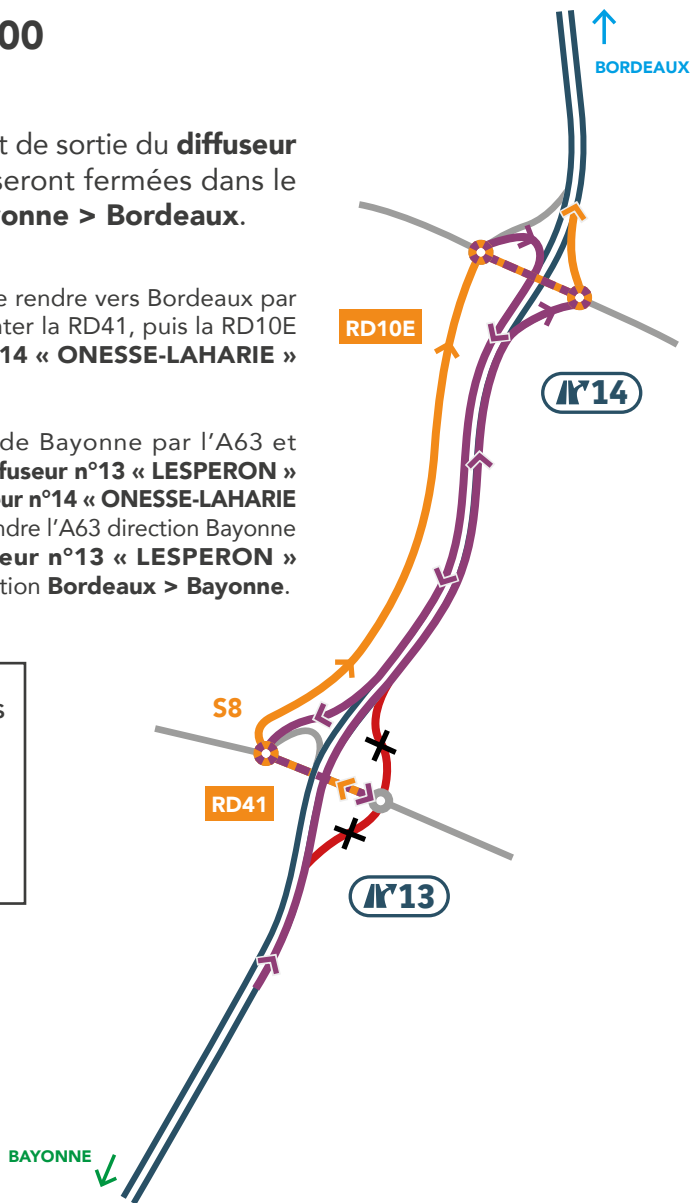 00
t de sortie du diffuseur
seront fermées dans le
onne > Bordeaux.
e rendre vers Bordeaux par
ter la RD41, puis la RD10E
14 « ONESSE-LAHARIE »
de Bayonne par l'A63 et
fuseur n°13 « LESPERON »
ur n°14 « ONESSE-LAHARIE
ndre l'A63 direction Bayonne
eur n°13 « LESPERON »
tion Bordeaux > Bayonne.
s
BORDEAUX
RD10E
14
S8
RD41
13
BAYONNE